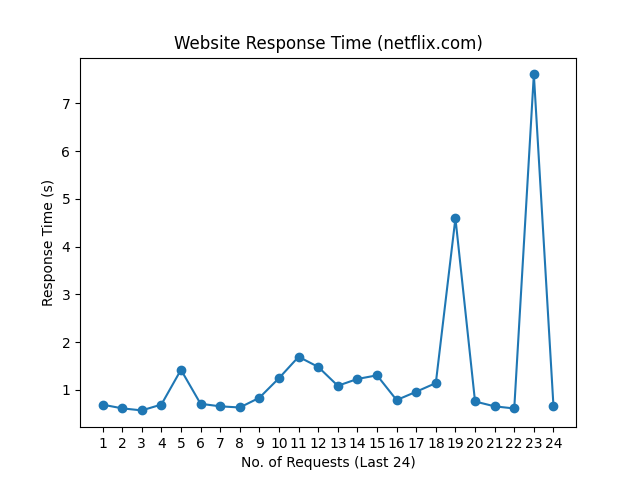 Website Response Time (netflix.com)
Response Time (s)
7
6
5
4
3
2
1
1 2 3 4 5 6 7 8 9 10 11 12 13 14 15 16 17 18 19 20 21 22 23 24
No. of Requests (Last 24)